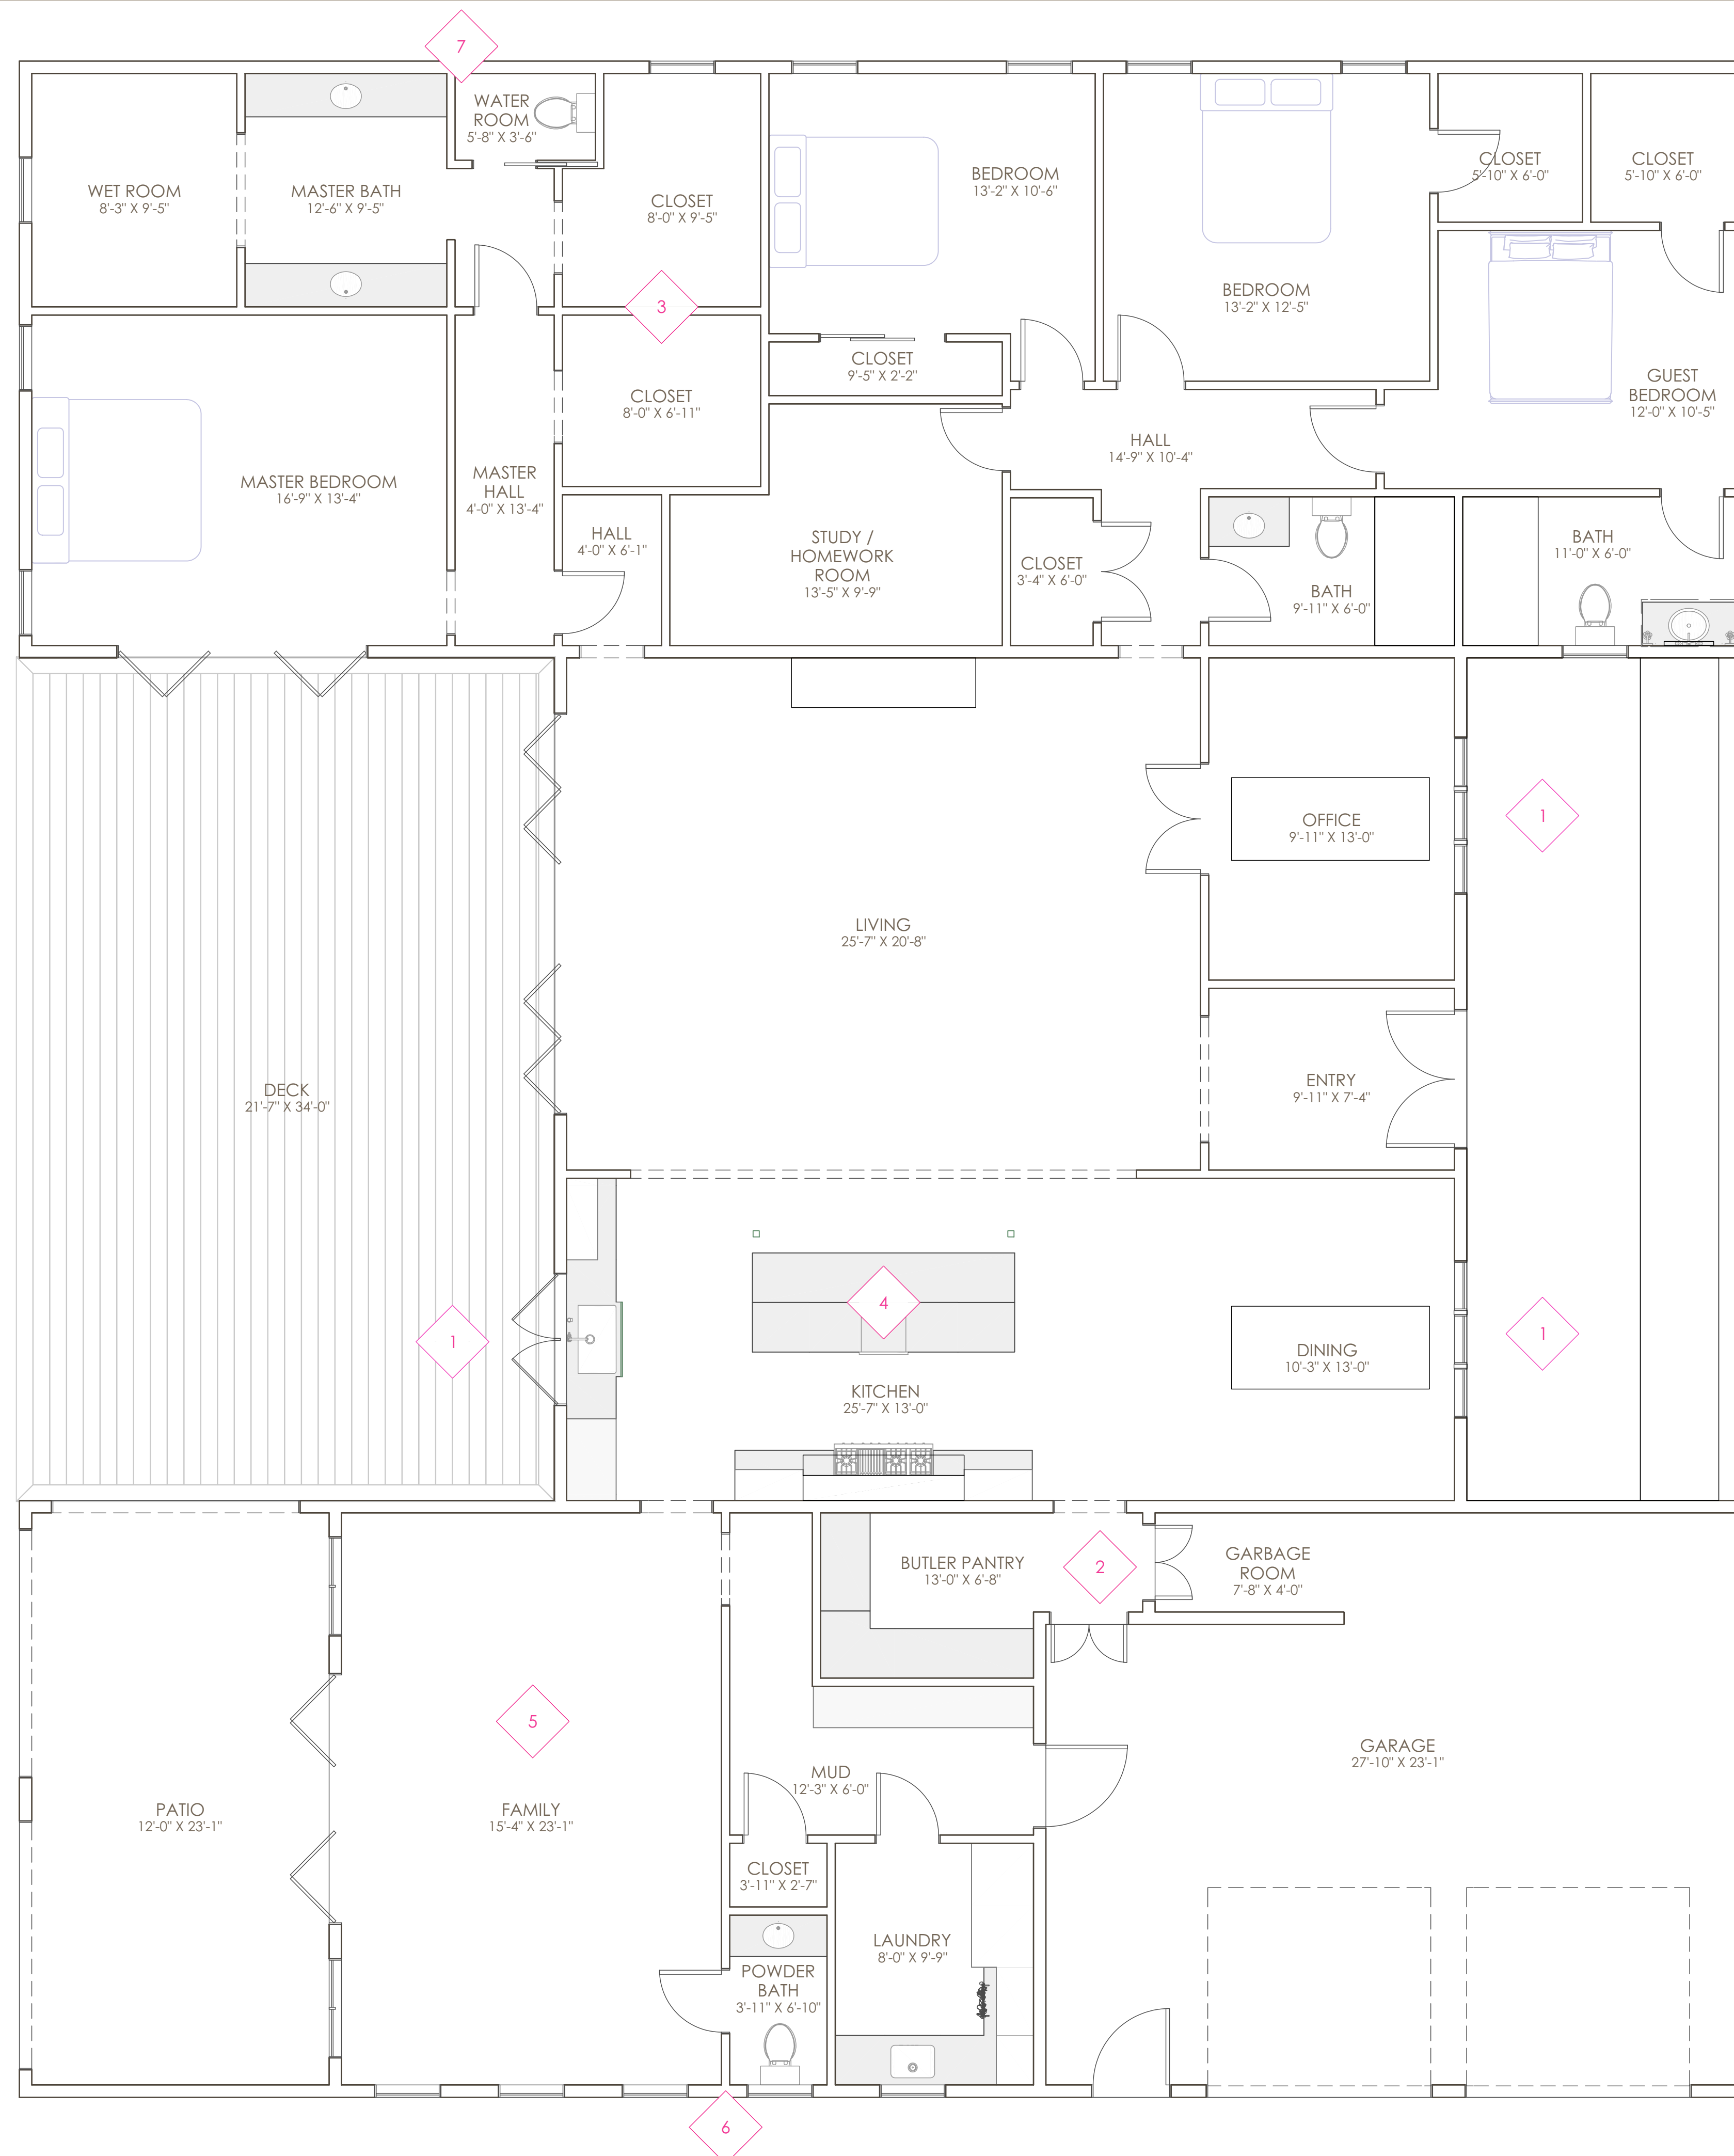 7
WATER
ROOM
5'-8" X 3'-6"
WET ROOM
8'-3" X 9'-5"
MASTER BATH
12'-6" X 9'-5"
CLOSET
8'-0" X 9'-5"
BEDROOM
13'-2" X 10'-6"
CLOSET
5'-10" X 6'-0"
CLOSET
5'-10" X 6'-0"
3
BEDROOM
13'-2" X 12'-5"
CLOSET
9'-5" X 2'-2"
CLOSET
8'-0" X 6'-11"
GUEST
BEDROOM
12'-0" X 10'-5"
HALL
14'-9" X 10'-4"
MASTER BEDROOM
16'-9" X 13'-4"
MASTER
HALL
4'-0" X 13'-4"
HALL
4'-0" X 6'-1"
STUDY /
HOMEWORK
ROOM
13'-5" X 9'-9"
CLOSET
3'-4" X 6'-0"
BATH
9'-11" X 6'-0"
BATH
11'-0" X 6'-0"
OFFICE
9'-11" X 13'-0"
1
LIVING
25'-7" X 20'-8"
DECK
21'-7" X 34'-0"
ENTRY
9'-11" X 7'-4"
1
4
KITCHEN
25'-7" X 13'-0"
DINING
10'-3" X 13'-0"
1
BUTLER PANTRY
13'-0" X 6'-8"
2
GARBAGE
ROOM
7'-8" X 4'-0"
5
MUD
12'-3" X 6'-0"
GARAGE
27'-10" X 23'-1"
PATIO
12'-0" X 23'-1"
FAMILY
15'-4" X 23'-1"
CLOSET
3'-11" X 2'-7"
LAUNDRY
8'-0" X 9'-9"
POWDER
BATH
3'-11" X 6'-10"
6